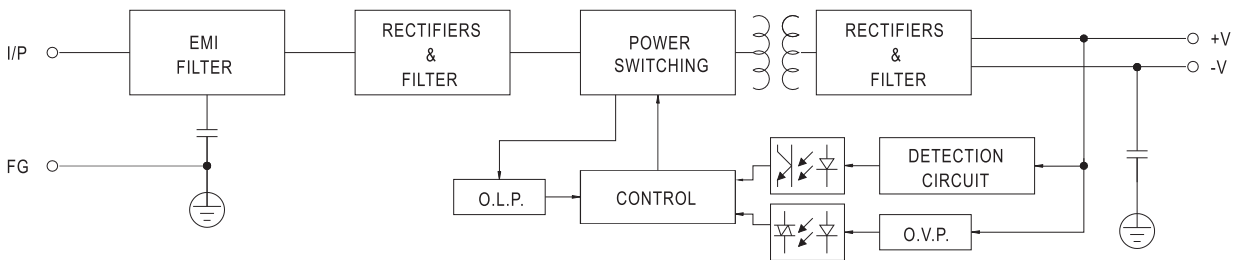 I/P
EMI
FILTER
RECTIFIERS
&
FILTER
POWER
SWITCHING
RECTIFIERS
&
FILTER
+V
-V
FG
O.L.P.
CONTROL
DETECTION
CIRCUIT
O.V.P.